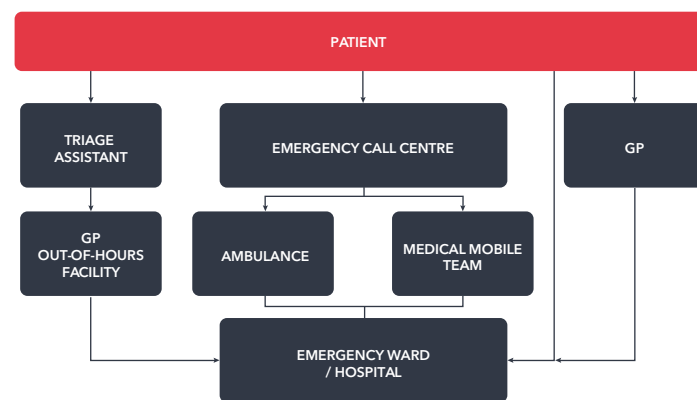 PATIENT
TRIAGE
ASSISTANT
EMERGENCY CALL CENTRE
GP
GP
OUT-OF-HOURS
FACILITY
AMBULANCE
MEDICAL MOBILE
TEAM
EMERGENCY WARD
/ HOSPITAL